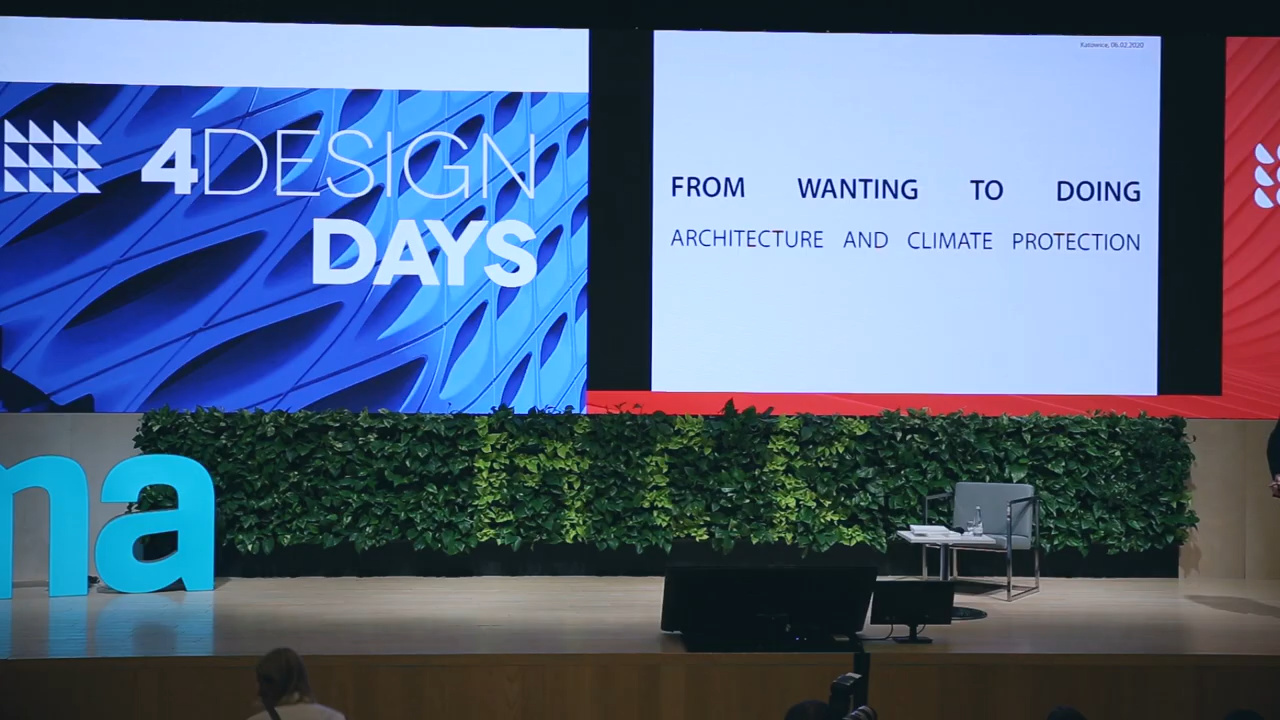 4DESIGN
DAYS
Katowice, 06.02.2020
FROM WANTING TO DOING
ARCHITECTURE AND CLIMATE PROTECTION
ma